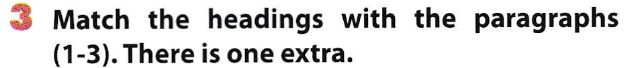 3 Match the headings with the paragraphs
(1-3). There is one extra.